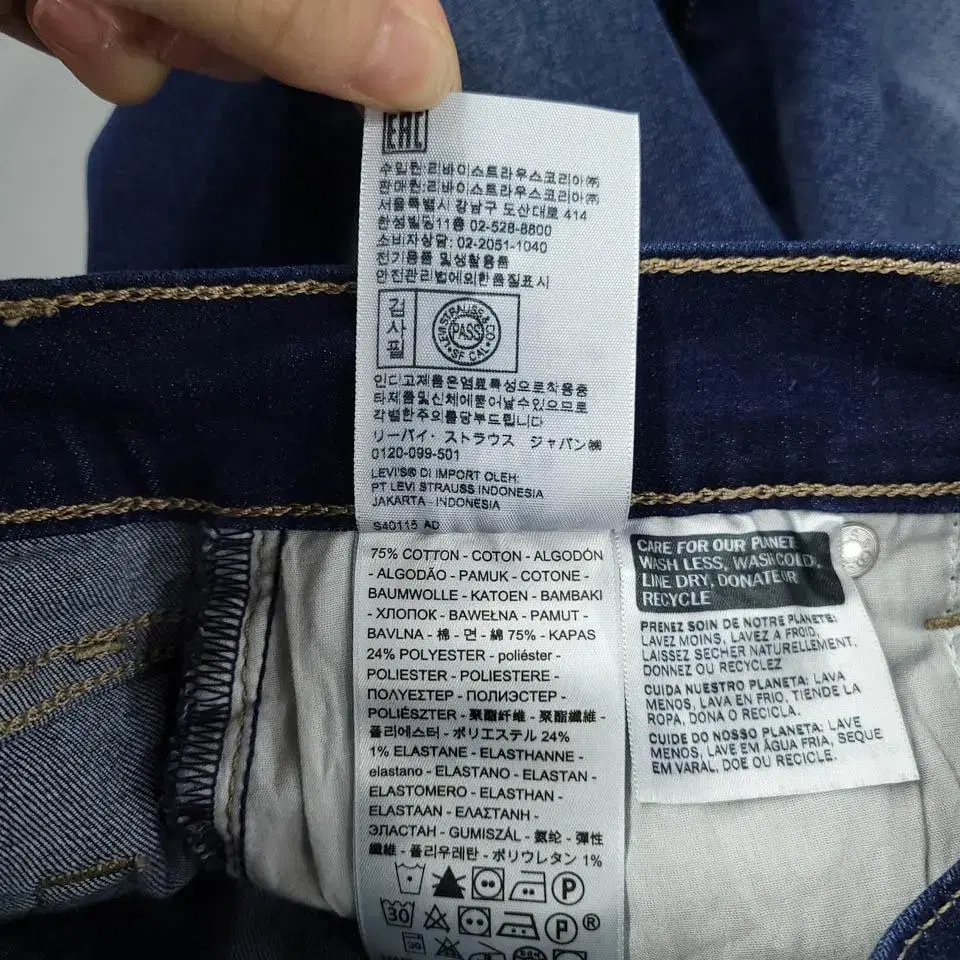 EAC
수입원:리바이스트라우스코리아㈜
판매원:리바이스트라우스코리아㈜
서울특별시 강남구 도산대로 414
한성빌딩11층 02-528-8800
소비자상담: 02-2051-1040
전기용품 및생활용품
안전관리법에의한품질표시
검사필
LEVI STRAUSS & CO
PASS
SF CAL
인디고제품은염료특성으로착용중
타제품및신체에묻어날수있으므로
각별한주의를당부드립니다
リーバイ・ストラウス ジャパン㈱
0120-099-501
LEVI'S® DI IMPORT OLEH:
PT LEVI STRAUSS INDONESIA
JAKARTA - INDONESIA
S40115 AD
75% COTTON - COTON - ALGODÓN
- ALGODÃO - PAMUK - COTONE -
BAUMWOLLE - KATOEN - BAMBAKI
- ХЛОПОК - BAWEŁNA - PAMUT -
BAVLNA - 棉 - 면 - 綿 75% - KAPAS
24% POLYESTER - poliéster -
POLIESTER - POLIESTERE -
ΠΟΛΥΕΣΤΕΡ - ПОЛИЭСТЕР -
POLIÉSZTER - 聚酯纤维 - 聚酯纖維 -
폴리에스터 - ポリエステル 24%
1% ELASTANE - ELASTHANNE -
elastano - ELASTANO - ELASTAN -
ELASTOMERO - ELASTHAN -
ELASTAAN - ΕΛΑΣΤΑΝΗ -
ЭЛАСТАН - GUMISZÁL - 氨纶 - 彈性
纖維 - 폴리우레탄 - ポリウレタン 1%
P
30 P ®
30
CARE FOR OUR PLANET:
WASH LESS, WASH COLD,
LINE DRY, DONATE OR
RECYCLE
PRENEZ SOIN DE NOTRE PLANÈTE:
LAVEZ MOINS, LAVEZ A FROID,
LAISSEZ SECHER NATURELLEMENT,
DONNEZ OU RECYCLEZ
CUIDA NUESTRO PLANETA: LAVA
MENOS, LAVA EN FRIO, TIENDE LA
ROPA, DONA O RECICLA.
CUIDE DO NOSSO PLANETA: LAVE
MENOS, LAVE EM ÁGUA FRIA, SEQUE
EM VARAL, DOE OU RECICLE.